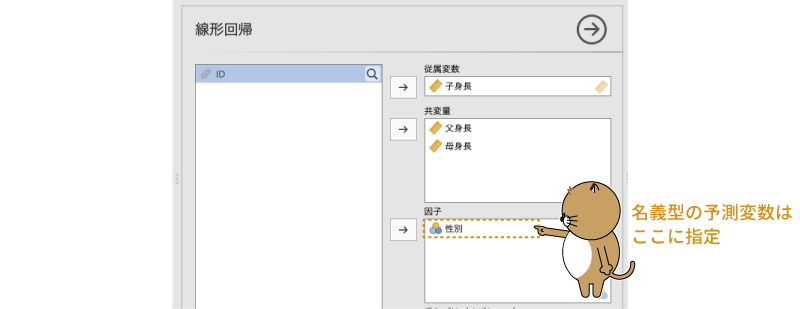 線形回帰
ID
従属変数
子身長
共変量
父身長
母身長
因子
性別
名義型の予測変数は
ここに指定